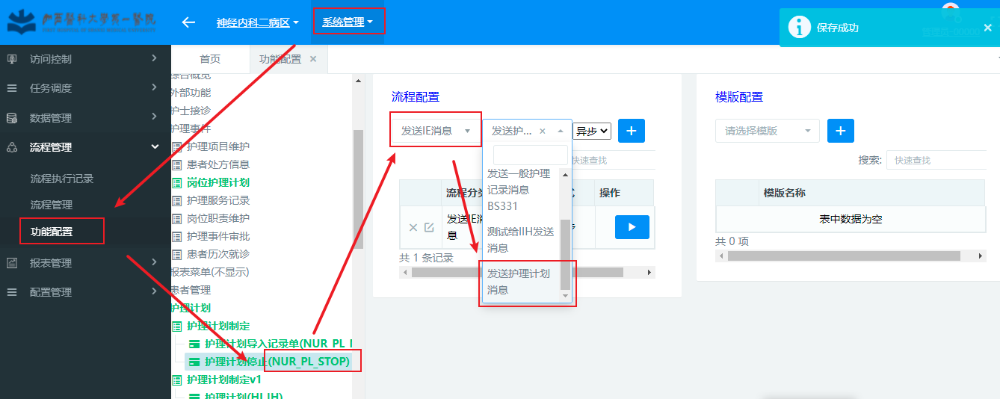 神经内科二病区
系统管理
保存成功
访问控制
任务调度
数据管理
流程管理
流程执行记录
流程管理
功能配置
报表管理
配置管理
首页
功能配置
综合概览
外部功能
护士接诊
护理事件
护理项目维护
患者处方信息
岗位护理计划
护理服务记录
岗位职责维护
护理事件审批
患者历次就诊
报表菜单(不显示)
患者管理
护理计划
护理计划制定
护理计划导入记录单(NUR_PL_I
护理计划停止(NUR_PL_STOP)
护理计划制定v1
护理计划(HLJH)
流程配置
发送IE消息
发送护...
异步
快速查找
发送一般护理
记录消息
BS331
测试给IIH发送
消息
发送护理计划
消息
流程分类
操作
发送IE消
息
步
共 1 条记录
模版配置
请选择模版
搜索:
快速查找
模版名称
表中数据为空
共 0 项